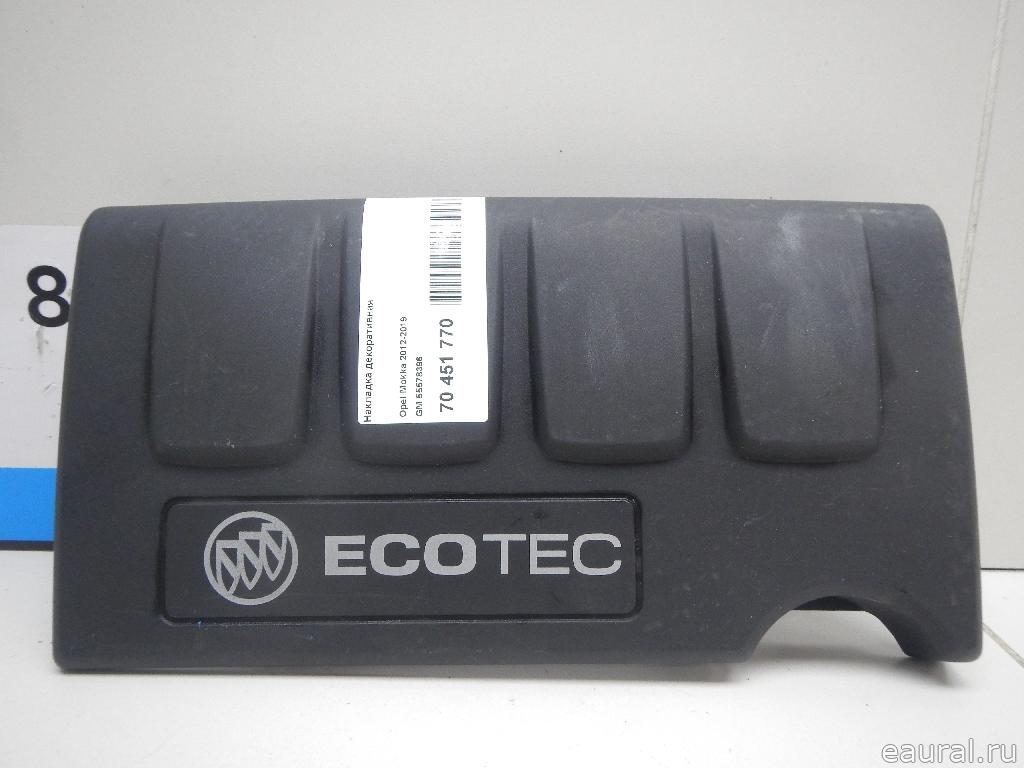 8
Накладка декоративная
Opel Mokka 2012-2019
GM 55578396
70 451 770
ECOTEC
eaural.ru